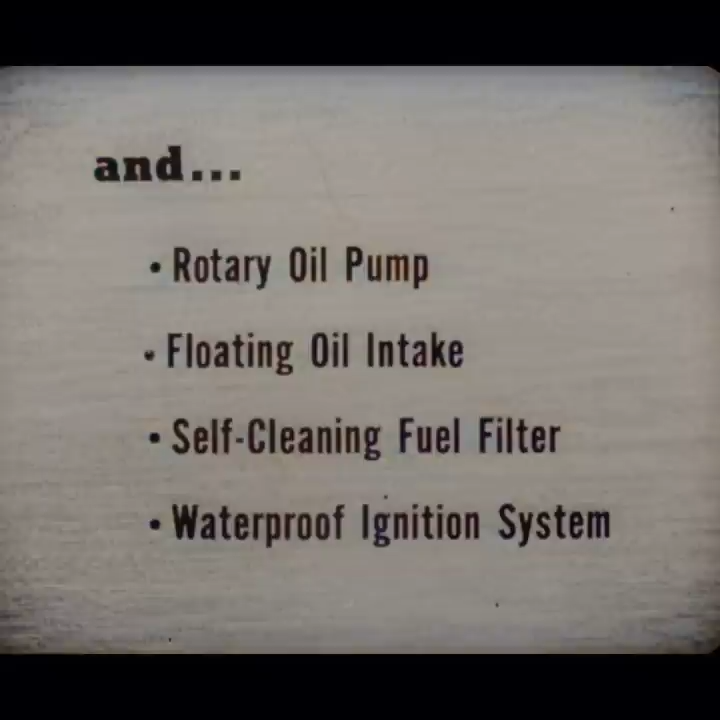 and...
• Rotary Oil Pump
• Floating Oil Intake
• Self-Cleaning Fuel Filter
• Waterproof Ignition System